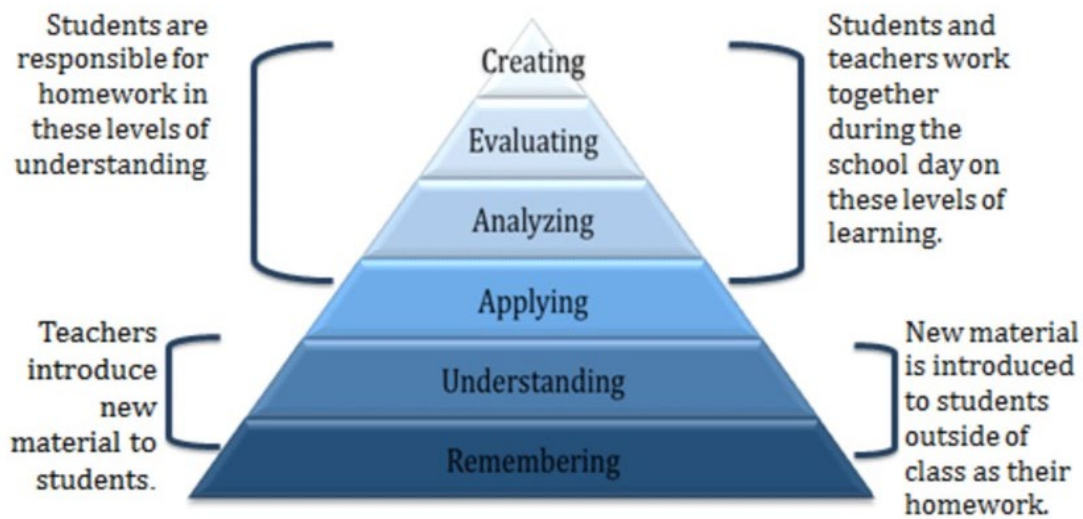 Students are
responsible for
homework in
these levels of
understanding
Students and
teachers work
together
during the
school day on
these levels of
learning.
Creating
Evaluating
Analyzing
Applying
Understanding
Remembering
Teachers
introduce
new
material to
students.
New material
is introduced
to students
outside of
class as their
homework.